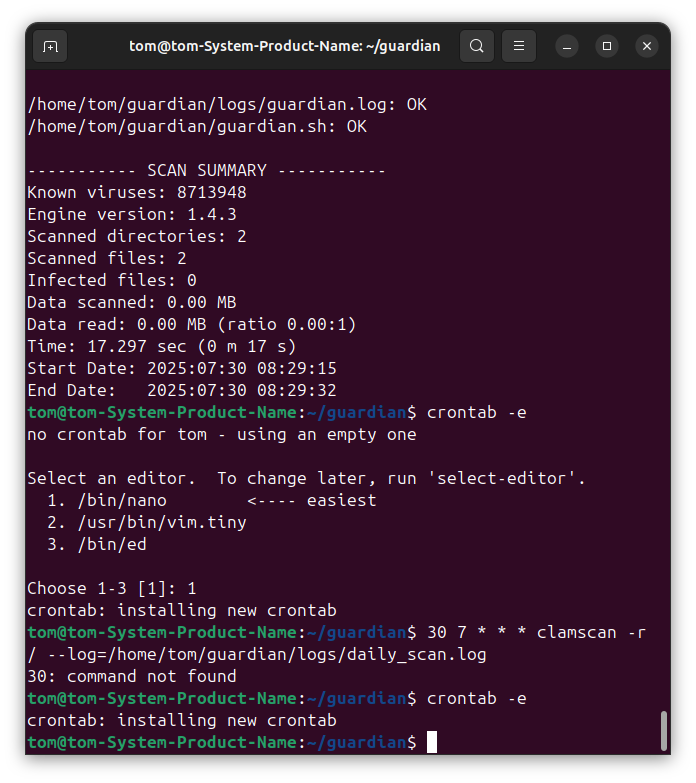 tom@tom-System-Product-Name: ~/guardian
/home/tom/guardian/logs/guardian.log: OK
/home/tom/guardian/guardian.sh: OK
----------- SCAN SUMMARY -----------
Known viruses: 8713948
Engine version: 1.4.3
Scanned directories: 2
Scanned files: 2
Infected files: 0
Data scanned: 0.00 MB
Data read: 0.00 MB (ratio 0.00:1)
Time: 17.297 sec (0 m 17 s)
Start Date: 2025:07:30 08:29:15
End Date:   2025:07:30 08:29:32
tom@tom-System-Product-Name:~/guardian$ crontab -e
no crontab for tom - using an empty one
Select an editor.  To change later, run 'select-editor'.
  1. /bin/nano        <---- easiest
  2. /usr/bin/vim.tiny
  3. /bin/ed
Choose 1-3 [1]: 1
crontab: installing new crontab
tom@tom-System-Product-Name:~/guardian$ 30 7 * * * clamscan -r
/ --log=/home/tom/guardian/logs/daily_scan.log
30: command not found
tom@tom-System-Product-Name:~/guardian$ crontab -e
crontab: installing new crontab
tom@tom-System-Product-Name:~/guardian$